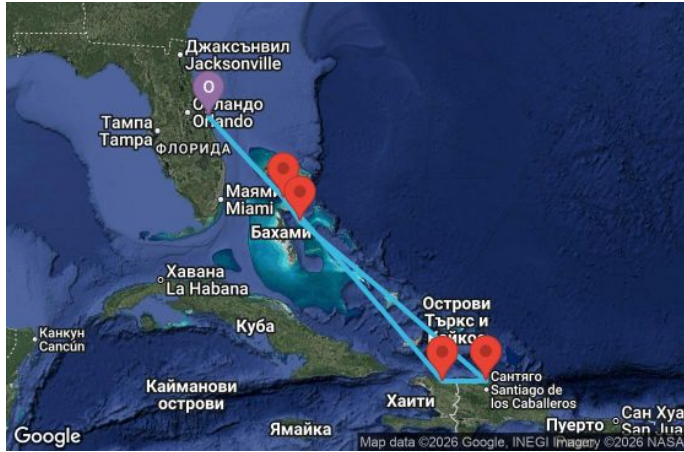 Джаксънвил
Jacksonville
O
Орландо
Orlando
Тампа
Tampa
ФЛОРИДА
Маями
Miami
Бахами
Хавана
La Habana
Острови
Търкс и
Куба
Канкун
Cancún
Кайманови
острови
Хаити
Сантяго
Santiago de
los Caballeros
Ямайка
Пуерто
Сан Хуа
San Jua
Google
Map data ©2026 Google, INEGI Imagery ©2026 NASA